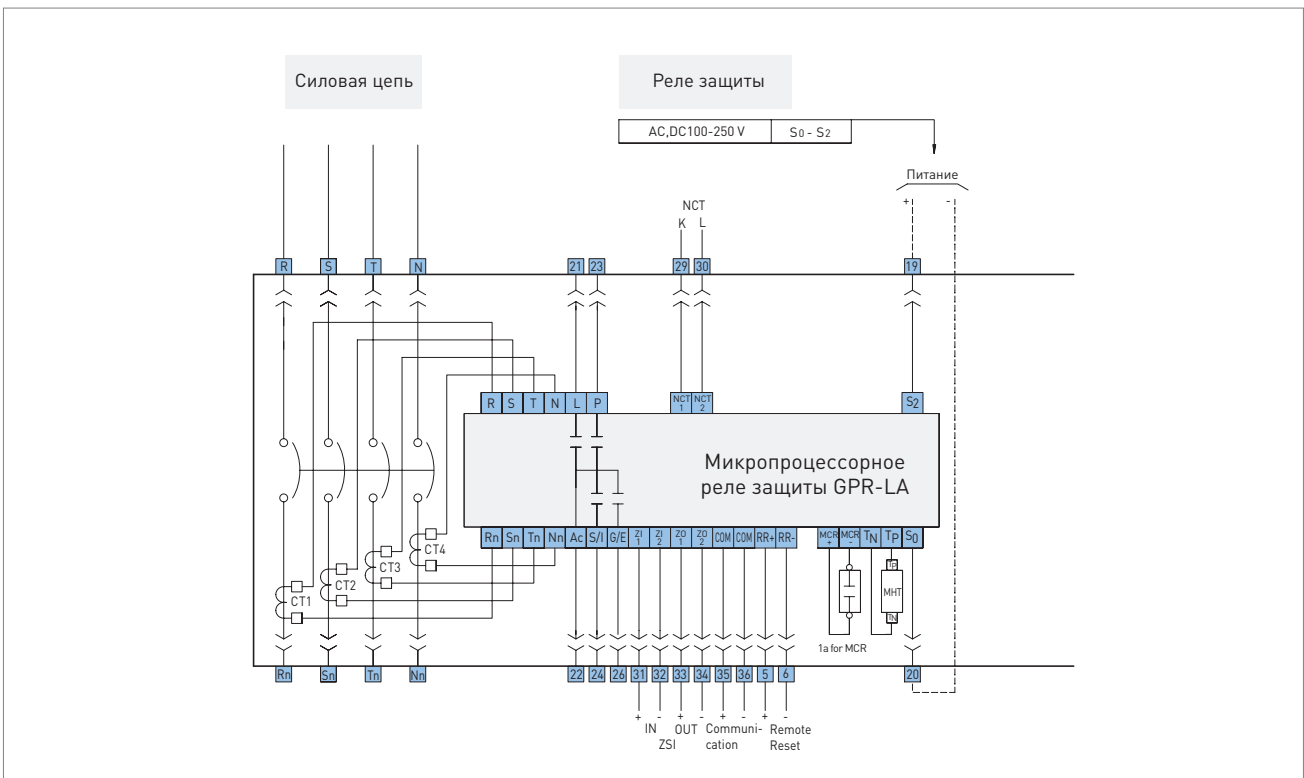 Силовая цепь
Реле защиты
AC,DC100-250 V S0 - S2
Питание
+ -
NCT
K L
R S T N 21 23 29 30 19
R S T N L P NCT 1 NCT 2 S2
Микропроцессорное
реле защиты GPR-LA
Rn Sn Tn Nn Ac S/I G/E ZI 1 ZI 2 ZO 1 ZO 2 COM COM RR+ RR- MCR + MCR - TN TP S0
CT4
CT3
CT2
CT1
TP
MHT
TN
1a for MCR
Rn Sn Tn Nn 22 24 26 31 32 33 34 35 36 5 6 20
+ - + - + - + -
IN OUT Communi- Remote
ZSI cation Reset